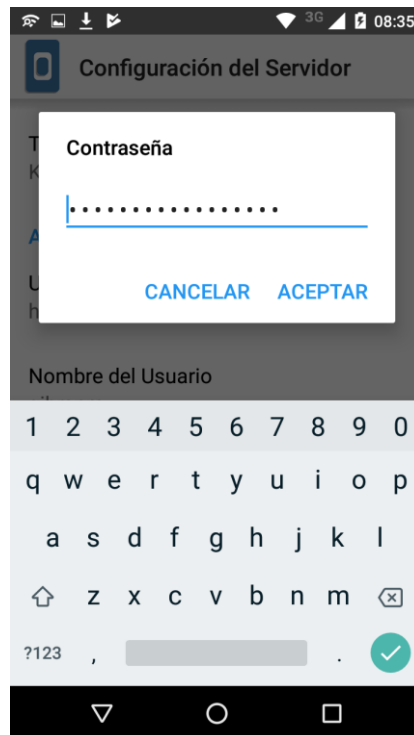 3G 08:35
Configuración del Servidor
Contraseña
•••••••••••••••••
CANCELAR ACEPTAR
Nombre del Usuario
1 2 3 4 5 6 7 8 9 0
q w e r t y u i o p
a s d f g h j k l
z x c v b n m
?123 , .